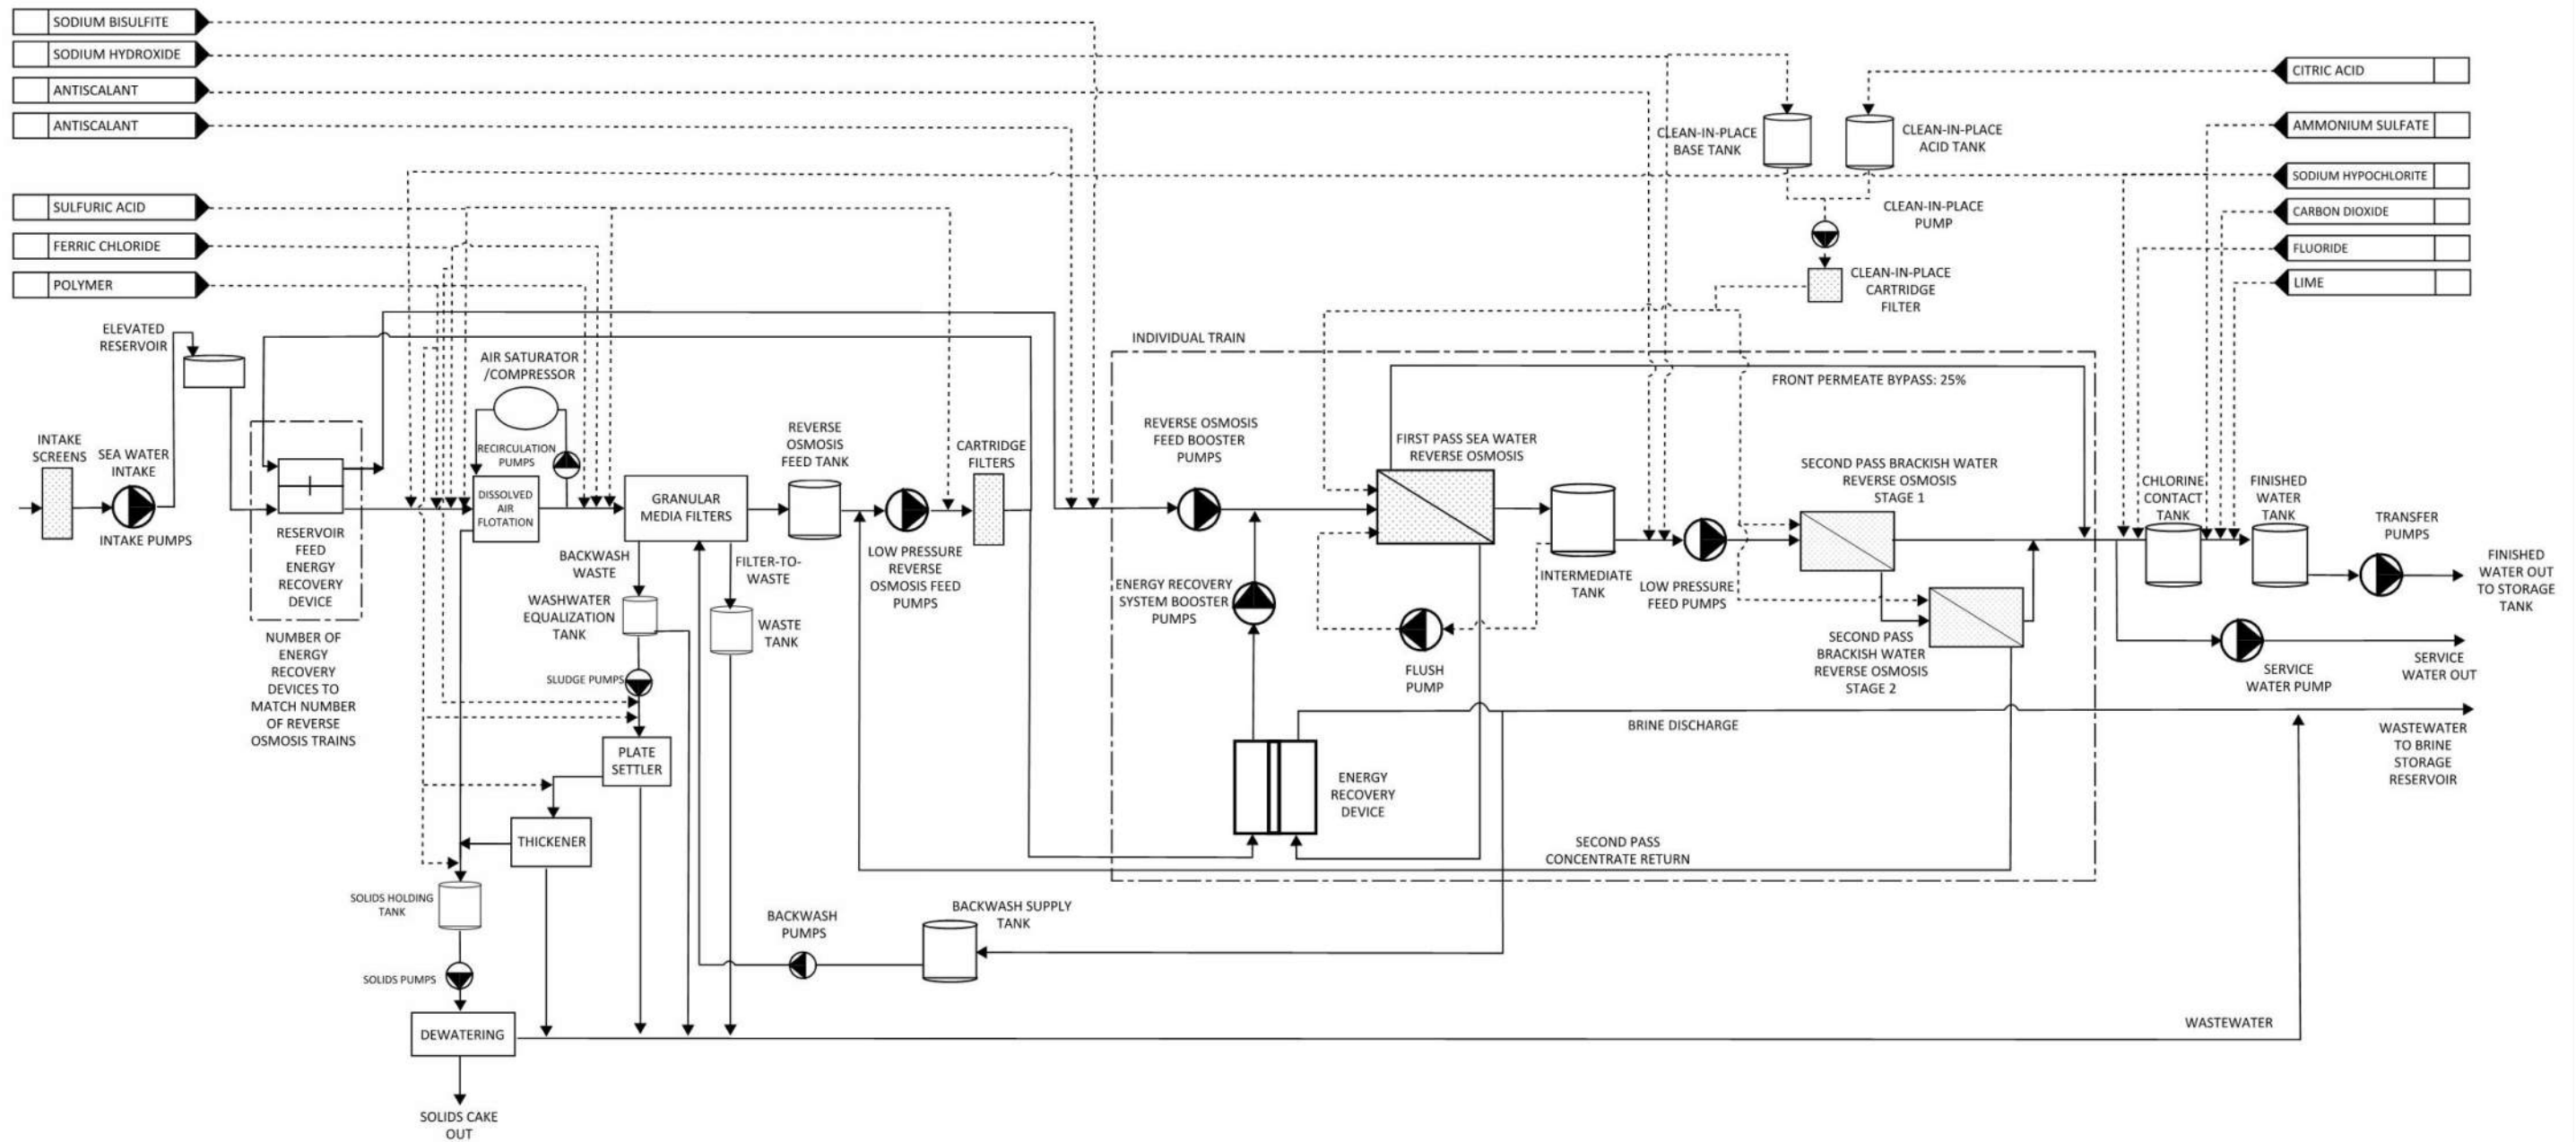 SODIUM BISULFITE
SODIUM HYDROXIDE
ANTISCALANT
ANTISCALANT
SULFURIC ACID
FERRIC CHLORIDE
POLYMER
CITRIC ACID
AMMONIUM SULFATE
SODIUM HYPOCHLORITE
CARBON DIOXIDE
FLUORIDE
LIME
CLEAN-IN-PLACE
BASE TANK
CLEAN-IN-PLACE
ACID TANK
CLEAN-IN-PLACE
PUMP
CLEAN-IN-PLACE
CARTRIDGE
FILTER
ELEVATED
RESERVOIR
INTAKE
SCREENS
SEA WATER
INTAKE
INTAKE PUMPS
RESERVOIR
FEED
ENERGY
RECOVERY
DEVICE
NUMBER OF
ENERGY
RECOVERY
DEVICES TO
MATCH NUMBER
OF REVERSE
OSMOSIS TRAINS
AIR SATURATOR
/COMPRESSOR
RECIRCULATION
PUMPS
DISSOLVED
AIR
FLOTATION
GRANULAR
MEDIA FILTERS
BACKWASH
WASTE
FILTER-TO-
WASTE
WASHWATER
EQUALIZATION
TANK
WASTE
TANK
SLUDGE PUMPS
PLATE
SETTLER
THICKENER
SOLIDS HOLDING
TANK
SOLIDS PUMPS
DEWATERING
SOLIDS CAKE
OUT
REVERSE
OSMOSIS
FEED TANK
LOW PRESSURE
REVERSE
OSMOSIS FEED
PUMPS
CARTRIDGE
FILTERS
BACKWASH
PUMPS
BACKWASH SUPPLY
TANK
INDIVIDUAL TRAIN
REVERSE OSMOSIS
FEED BOOSTER
PUMPS
ENERGY RECOVERY
SYSTEM BOOSTER
PUMPS
FIRST PASS SEA WATER
REVERSE OSMOSIS
FRONT PERMEATE BYPASS: 25%
INTERMEDIATE
TANK
FLUSH
PUMP
LOW PRESSURE
FEED PUMPS
SECOND PASS BRACKISH WATER
REVERSE OSMOSIS
STAGE 1
SECOND PASS
BRACKISH WATER
REVERSE OSMOSIS
STAGE 2
BRINE DISCHARGE
ENERGY
RECOVERY
DEVICE
SECOND PASS
CONCENTRATE RETURN
CHLORINE
CONTACT
TANK
FINISHED
WATER
TANK
TRANSFER
PUMPS
FINISHED
WATER OUT
TO STORAGE
TANK
SERVICE
WATER PUMP
SERVICE
WATER OUT
WASTEWATER
TO BRINE
STORAGE
RESERVOIR
WASTEWATER